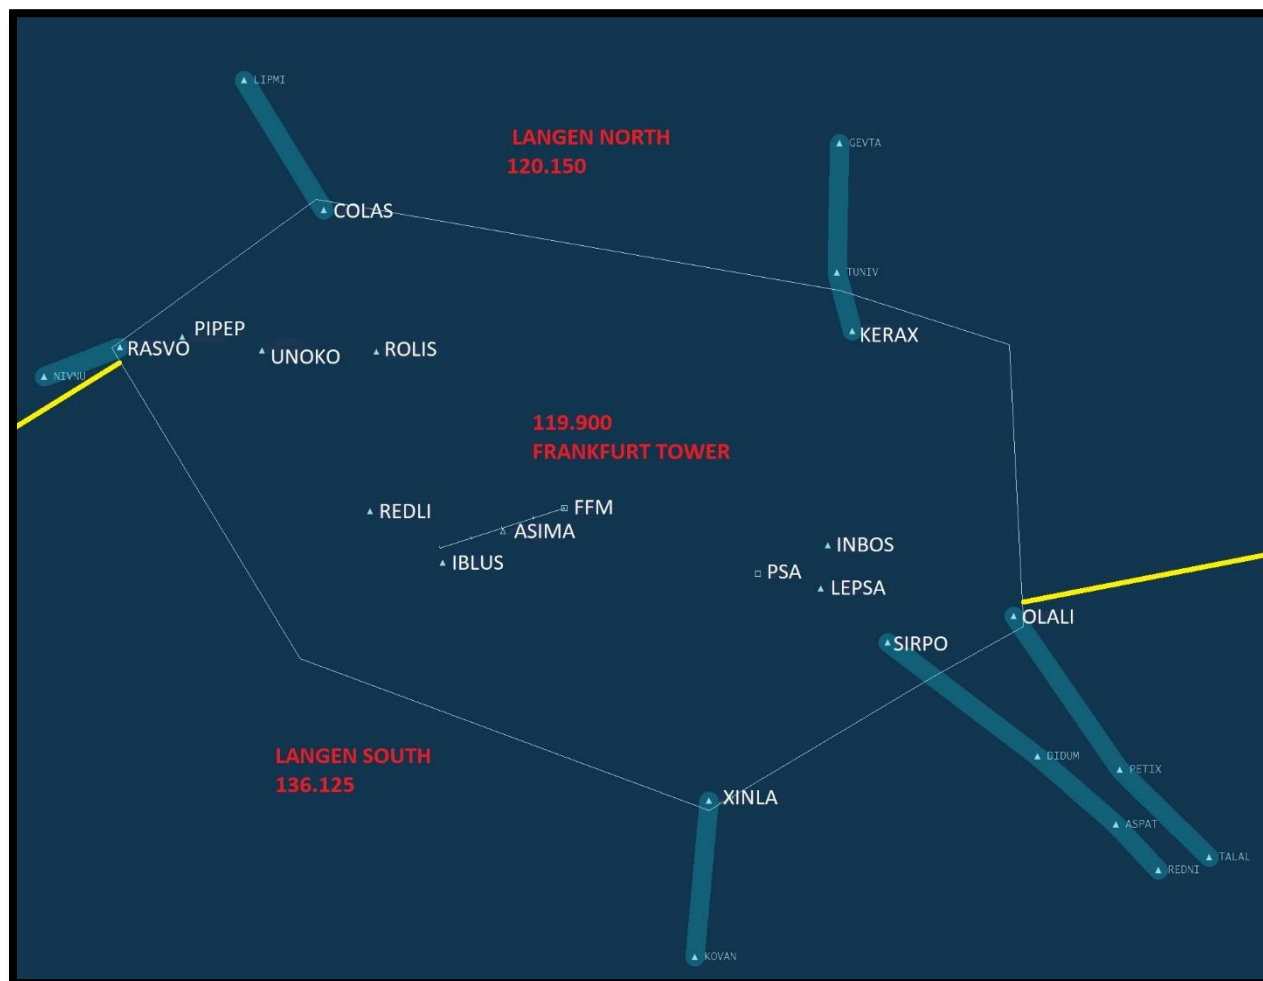 LIPMI
LANGEN NORTH
120.150
GEVTA
COLAS
TUNIV
PIPEP
RASVO
UNOKO
ROLIS
KERAX
NIVNU
119.900
FRANKFURT TOWER
REDLI
FFM
ASIMA
IBLUS
INBOS
PSA
LEPSA
OLALI
SIRPO
LANGEN SOUTH
136.125
DIDUM
PETIX
XINLA
ASPAT
TALAL
REDNI
KOVAN